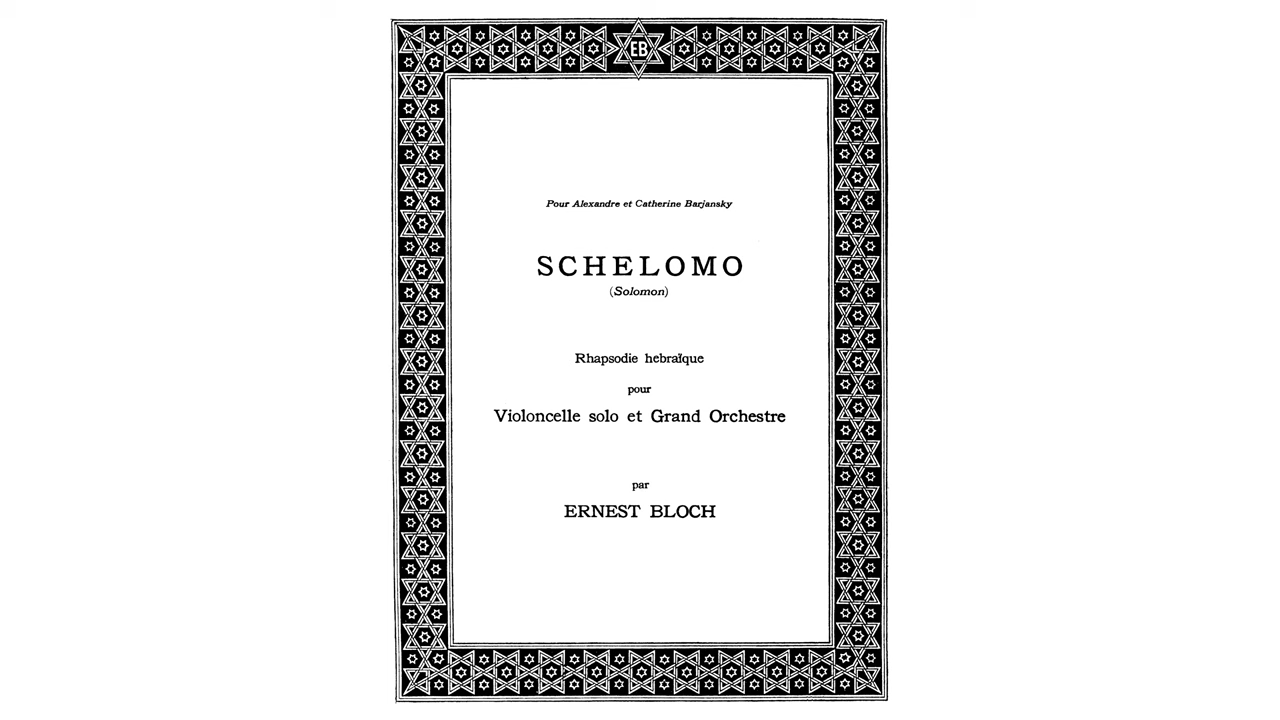 EB
Pour Alexandre et Catherine Barjansky
SCHELOMO
(Solomon)
Rhapsodie hebraïque
pour
Violoncelle solo et Grand Orchestre
par
ERNEST BLOCH